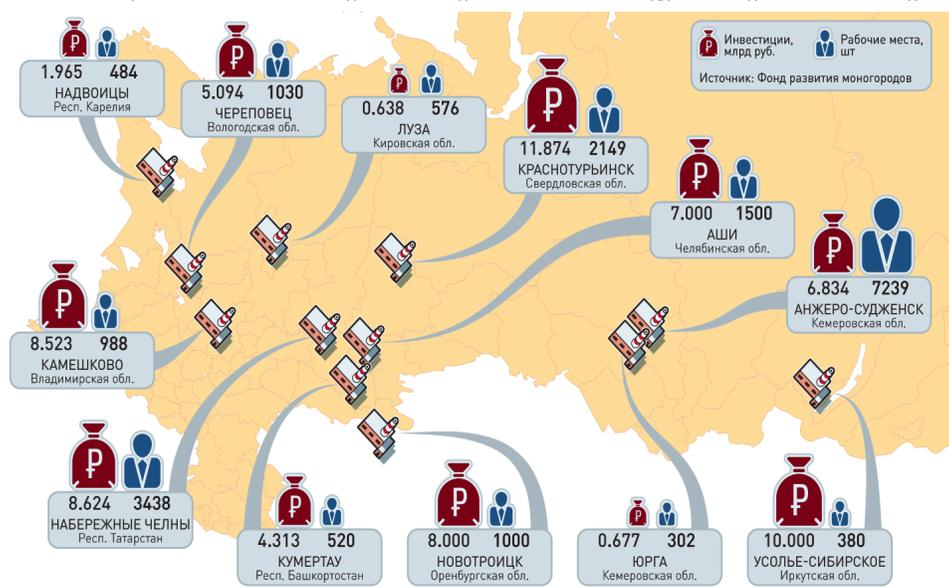 Инвестиции, млрд руб.
Рабочие места, шт
Источник: Фонд развития моногородов
1.965 484
НАДВОИЦЫ
Респ. Карелия
5.094 1030
ЧЕРЕПОВЕЦ
Вологодская обл.
0.638 576
ЛУЗА
Кировская обл.
11.874 2149
КРАСНОТУРЬИНСК
Свердловская обл.
7.000 1500
АШИ
Челябинская обл.
6.834 7239
АНЖЕРО-СУДЖЕНСК
Кемеровская обл.
8.523 988
КАМЕШКОВО
Владимирская обл.
8.624 3438
НАБЕРЕЖНЫЕ ЧЕЛНЫ
Респ. Татарстан
4.313 520
КУМЕРТАУ
Респ. Башкортостан
8.000 1000
НОВОТРОИЦК
Оренбургская обл.
0.677 302
ЮРГА
Кемеровская обл.
10.000 380
УСОЛЬЕ-СИБИРСКОЕ
Иркутская обл.